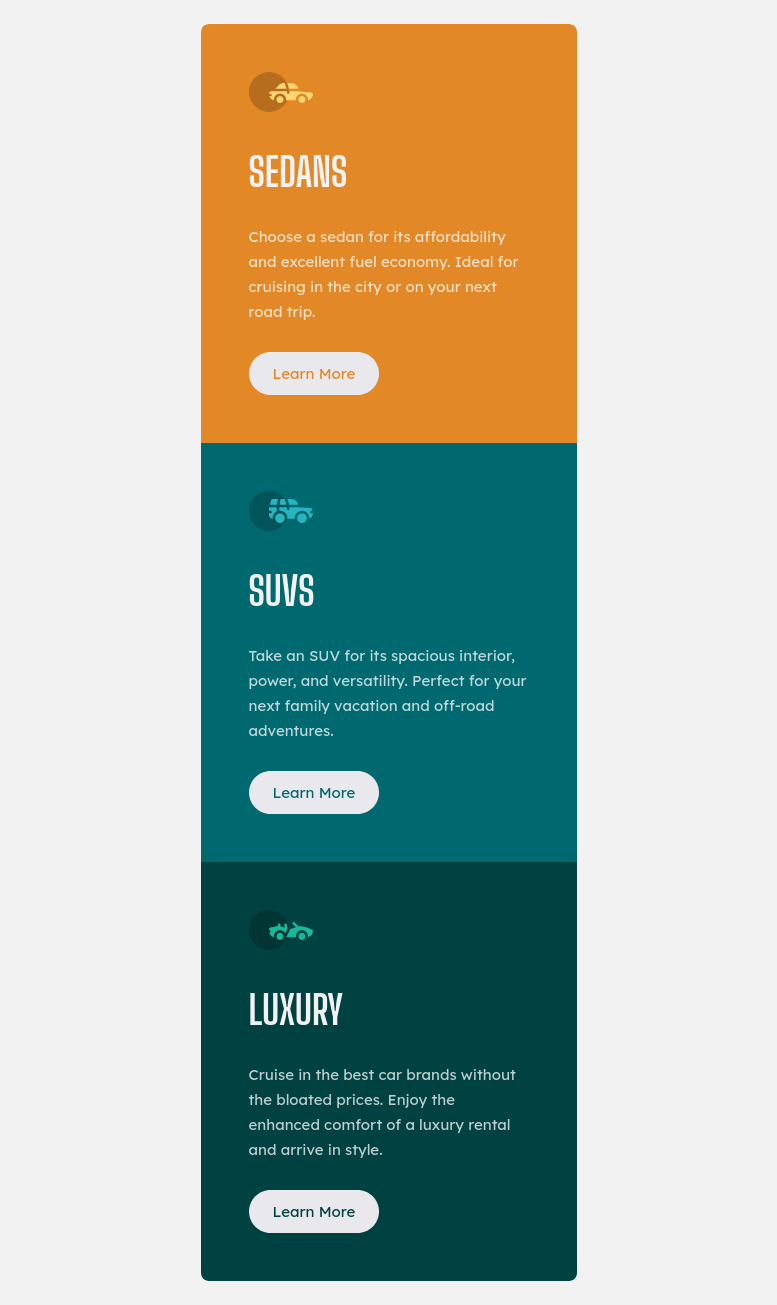 SEDANS
Choose a sedan for its affordability
and excellent fuel economy. Ideal for
cruising in the city or on your next
road trip.
Learn More
SUVS
Take an SUV for its spacious interior,
power, and versatility. Perfect for your
next family vacation and off-road
adventures.
Learn More
LUXURY
Cruise in the best car brands without
the bloated prices. Enjoy the
enhanced comfort of a luxury rental
and arrive in style.
Learn More